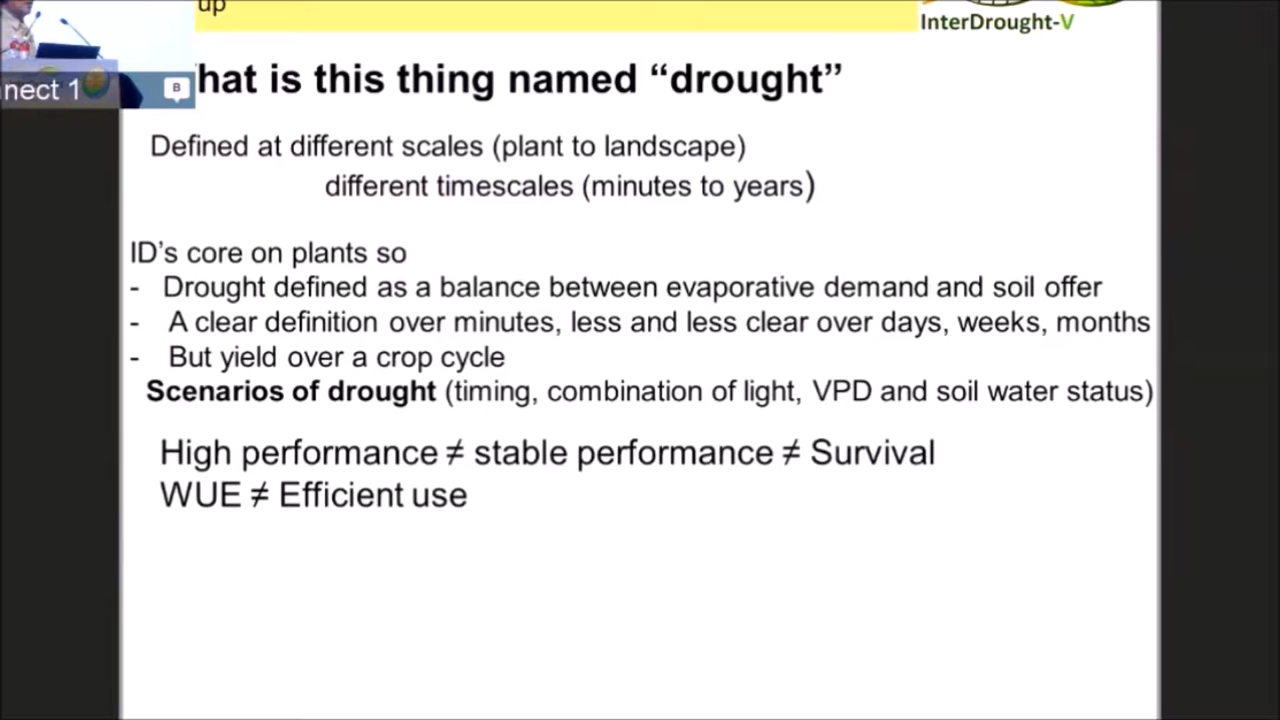 up
InterDrought-V
hat is this thing named “drought”
nect 1
B
Defined at different scales (plant to landscape)
different timescales (minutes to years)
ID’s core on plants so
- Drought defined as a balance between evaporative demand and soil offer
- A clear definition over minutes, less and less clear over days, weeks, months
- But yield over a crop cycle
Scenarios of drought (timing, combination of light, VPD and soil water status)
High performance ≠ stable performance ≠ Survival
WUE ≠ Efficient use